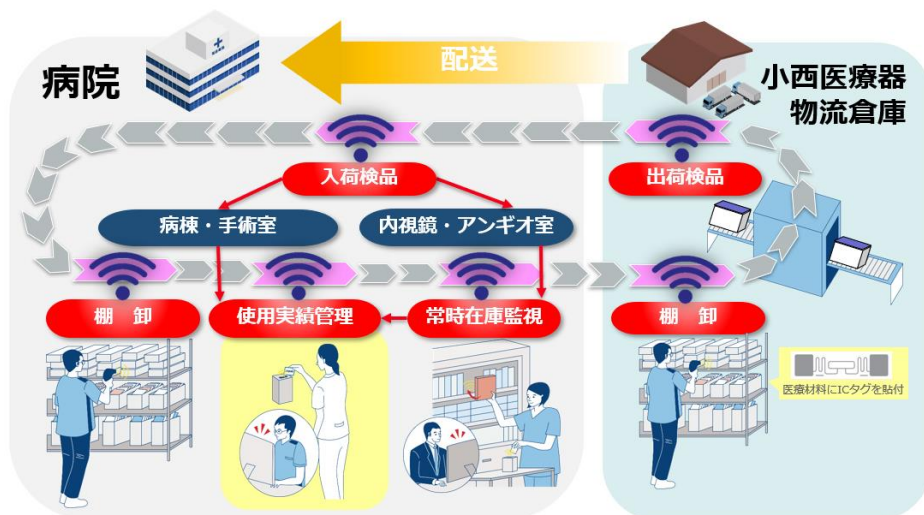 病院
配送
小西医療器
物流倉庫
入荷検品
出荷検品
病棟・手術室
内視鏡・アンギオ室
棚　卸
使用実績管理
常時在庫監視
棚　卸
医療材料にICタグを貼付